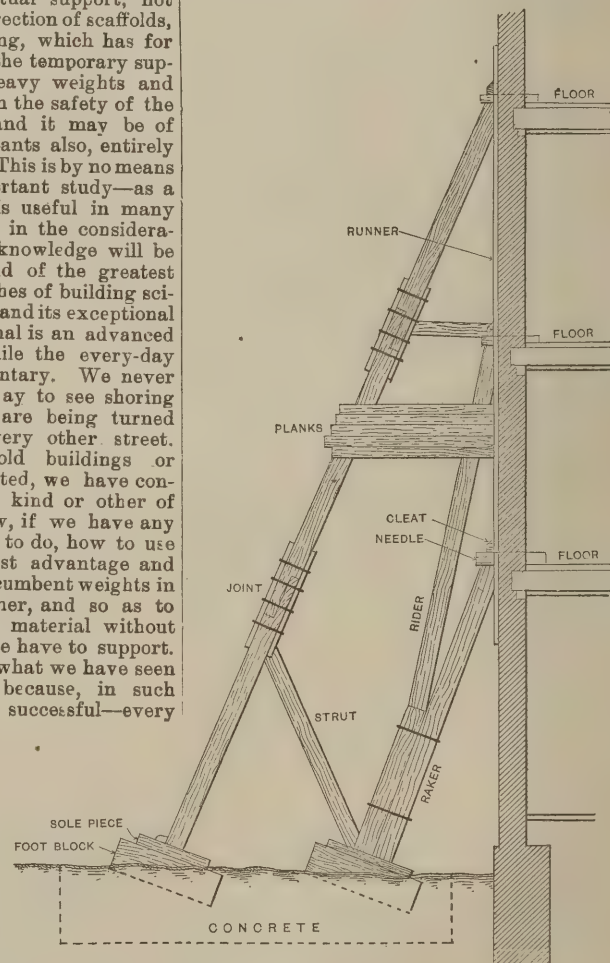 tual support, not
rection of scaffolds,
ng, which has for
he temporary sup-
eavy weights and
n the safety of the
and it may be of
ants also, entirely
This is by no means
rtant study—as a
s useful in many
in the considera-
knowledge will be
d of the greatest
hes of building sci-
and its exceptional
nal is an advanced
ile the every-day
ntary. We never
ay to see shoring
are being turned
very other street.
old buildings or
ted, we have con-
kind or other of
v, if we have any
to do, how to use
st advantage and
cumbent weights in
ner, and so as to
material without
e have to support.
what we have seen
because, in such
successful—every
FLOOR
RUNNER
FLOOR
PLANKS
CLEAT
NEEDLE
FLOOR
JOINT
RIDER
STRUT
RAKER
SOLE PIECE
FOOT BLOCK
CONCRETE